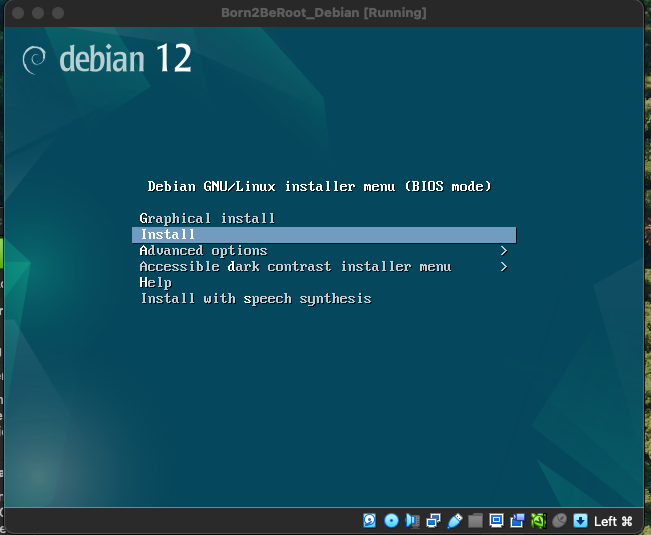 Born2BeRoot_Debian [Running]
debian 12
Debian GNU/Linux installer menu (BIOS mode)
Graphical install
Install
Advanced options >
Accessible dark contrast installer menu >
Help
Install with speech synthesis
Left ⌘